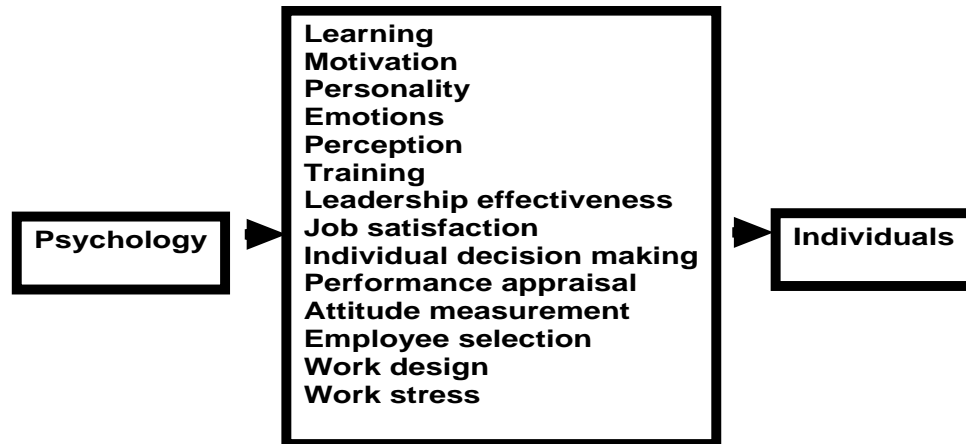 Psychology
Learning
Motivation
Personality
Emotions
Perception
Training
Leadership effectiveness
Job satisfaction
Individual decision making
Performance appraisal
Attitude measurement
Employee selection
Work design
Work stress
Individuals